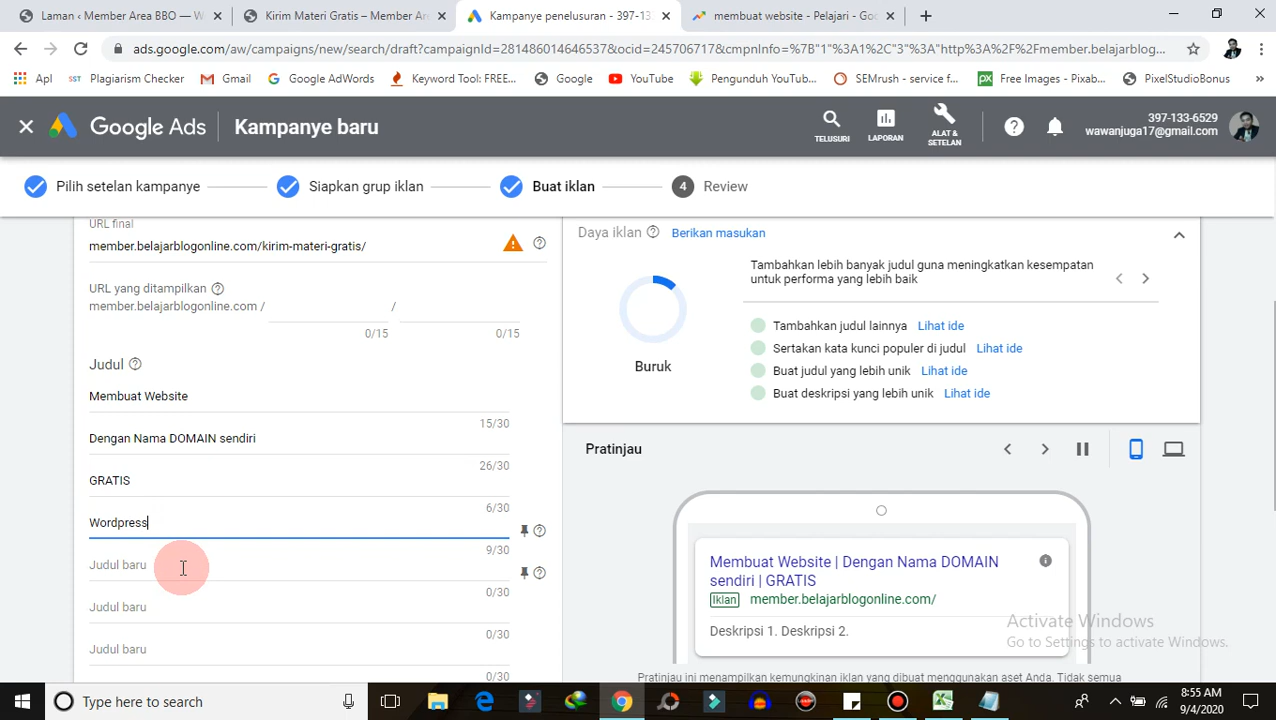 Laman ‹ Member Area BBO — W
Kirim Materi Gratis – Member Are
Kampanye penelusuran - 397-13
membuat website - Pelajari - Goo
ads.google.com/aw/campaigns/new/search/draft?campaignId=281486014646537&ocid=245706717&cmpnInfo=%7B"1"%3A1%2C"3"%3A"http%3A%2F%2Fmember.belajarblog...
Apl
Plagiarism Checker
Gmail
Google AdWords
Keyword Tool: FREE...
Google
YouTube
Pengunduh YouTub...
SEMrush - service f...
Free Images - Pixab...
PixelStudioBonus
Google Ads
Kampanye baru
TELUSURI
LAPORAN
ALAT &
SETELAN
397-133-6529
wawanjuga17@gmail.com
Pilih setelan kampanye
Siapkan grup iklan
Buat iklan
4 Review
URL final
member.belajarblogonline.com/kirim-materi-gratis/
URL yang ditampilkan
member.belajarblogonline.com / /
0/15 0/15
Judul
Membuat Website
15/30
Dengan Nama DOMAIN sendiri
26/30
GRATIS
6/30
Wordpress
9/30
Judul baru
0/30
Judul baru
0/30
Judul baru
0/30
Daya iklan
Berikan masukan
Buruk
Tambahkan lebih banyak judul guna meningkatkan kesempatan
untuk performa yang lebih baik
Tambahkan judul lainnya Lihat ide
Sertakan kata kunci populer di judul Lihat ide
Buat judul yang lebih unik Lihat ide
Buat deskripsi yang lebih unik Lihat ide
Pratinjau
Membuat Website | Dengan Nama DOMAIN
sendiri | GRATIS
Iklan member.belajarblogonline.com/
Deskripsi 1. Deskripsi 2.
Activate Windows
Go to Settings to activate Windows.
Pratinjau ini menampilkan kemungkinan iklan yang dibuat menggunakan aset Anda. Tidak semua
Type here to search
8:55 AM
9/4/2020